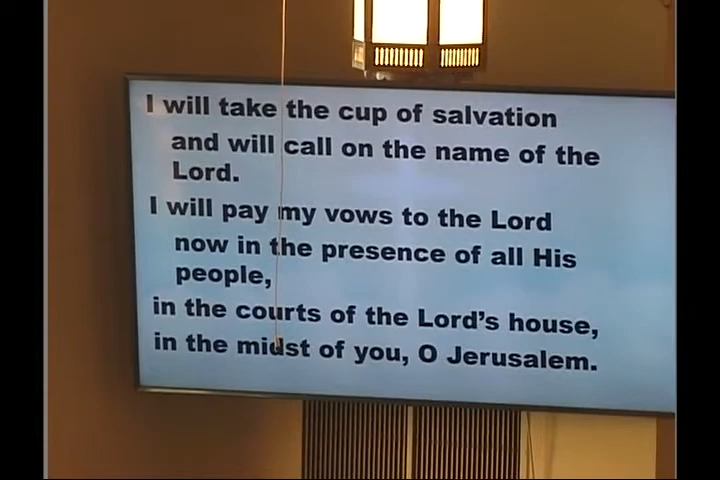 I will take the cup of salvation
and will call on the name of the
Lord.
I will pay my vows to the Lord
now in the presence of all His
people,
in the courts of the Lord's house,
in the midst of you, O Jerusalem.